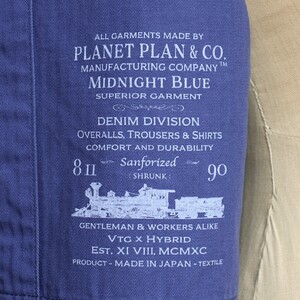 ALL GARMENTS MADE BY
PLANET PLAN & CO.
MANUFACTURING COMPANY™
MIDNIGHT BLUE
SUPERIOR GARMENT
DENIM DIVISION
OVERALLS, TROUSERS & SHIRTS
COMFORT AND DURABILITY
Sanforized
8 11 : SHRUNK : 90
GENTLEMAN & WORKERS ALIKE
VTG X HYBRID
EST. XI VIII, MCMXC
PRODUCT - MADE IN JAPAN - TEXTILE